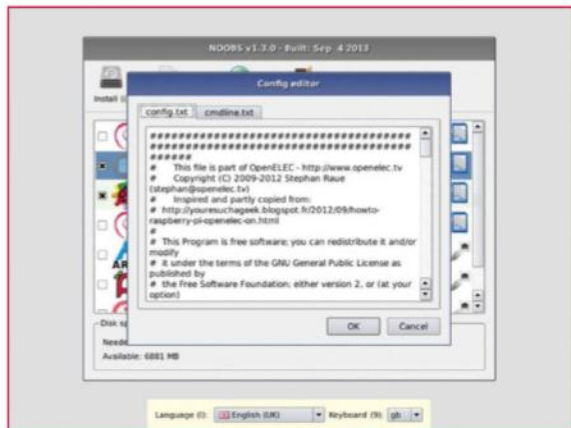 NOOBS v1.3.0 - Built: Sep 4 2013
Install (i)
Config editor
config.txt cmdline.txt
#######################################
#######################################
######
# This file is part of OpenELEC - http://www.openelec.tv
# Copyright (C) 2009-2012 Stephan Raue
(stephan@openelec.tv)
# Inspired and partly copied from:
# http://youresuchageek.blogspot.fr/2012/09/howto-
raspberry-pi-openelec-on.html
#
# This Program is free software; you can redistribute it and/or
modify
# it under the terms of the GNU General Public License as
published by
# the Free Software Foundation; either version 2, or (at your
option)
OK Cancel
Disk
Available: 6881 MB
Language (l): English (UK) Keyboard (9): gb